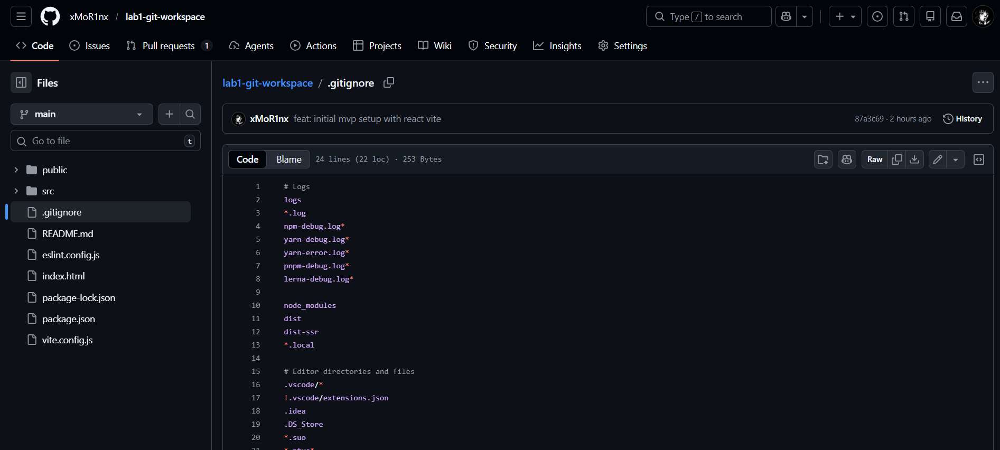 xMoR1nx / lab1-git-workspace
Type / to search
Code
Issues
Pull requests 1
Agents
Actions
Projects
Wiki
Security
Insights
Settings
Files
main
Go to file
t
public
src
.gitignore
README.md
eslint.config.js
index.html
package-lock.json
package.json
vite.config.js
lab1-git-workspace / .gitignore
xMoR1nx feat: initial mvp setup with react vite
87a3c69 · 2 hours ago
History
Code
Blame
24 lines (22 loc) · 253 Bytes
Raw
1 # Logs
2 logs
3 *.log
4 npm-debug.log*
5 yarn-debug.log*
6 yarn-error.log*
7 pnpm-debug.log*
8 lerna-debug.log*
9
10 node_modules
11 dist
12 dist-ssr
13 *.local
14
15 # Editor directories and files
16 .vscode/*
17 !.vscode/extensions.json
18 .idea
19 .DS_Store
20 *.suo